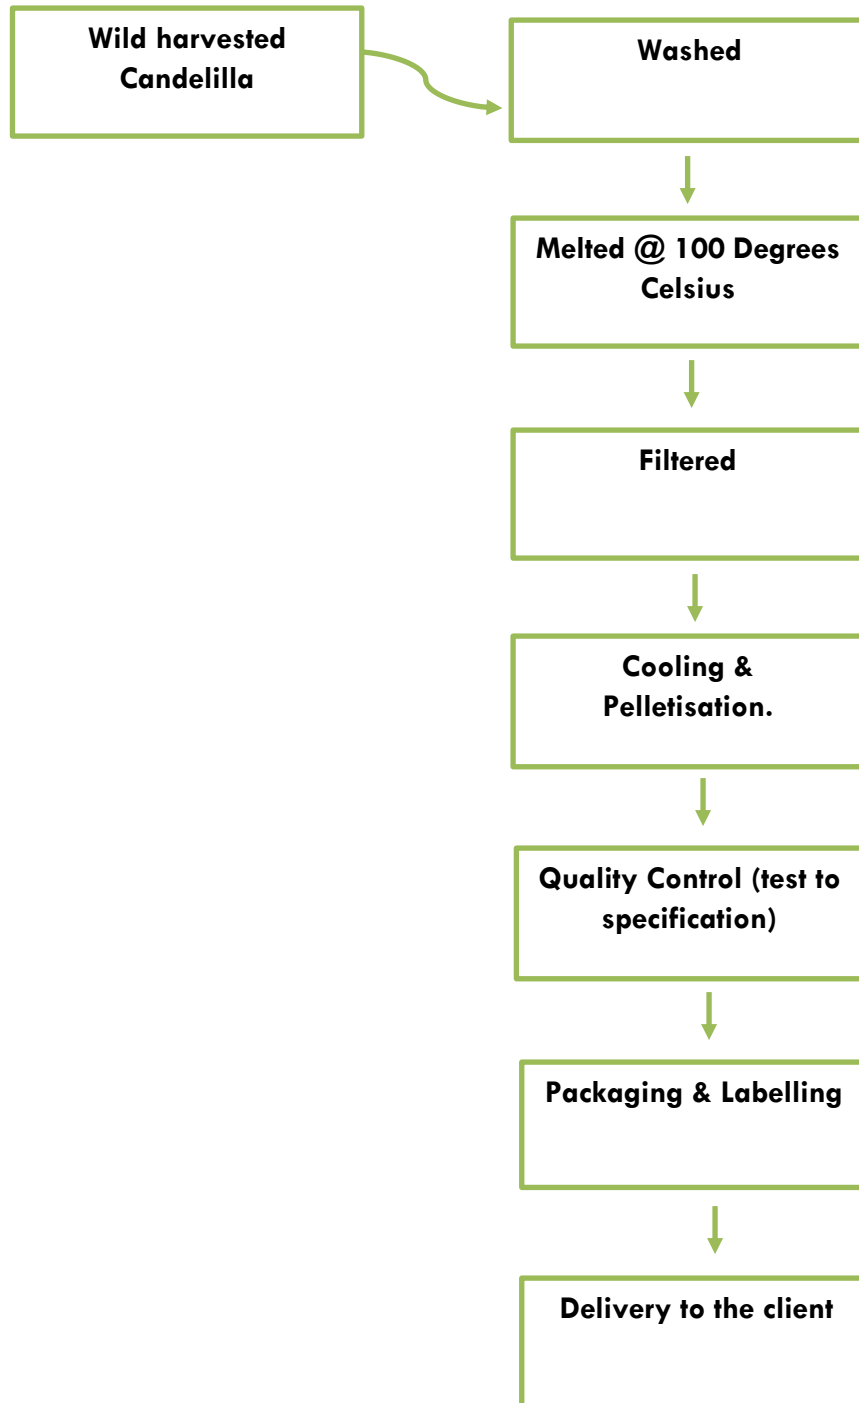 Wild harvested
Candelilla
Washed
Melted @ 100 Degrees
Celsius
Filtered
Cooling &
Pelletisation.
Quality Control (test to
specification)
Packaging & Labelling
Delivery to the client